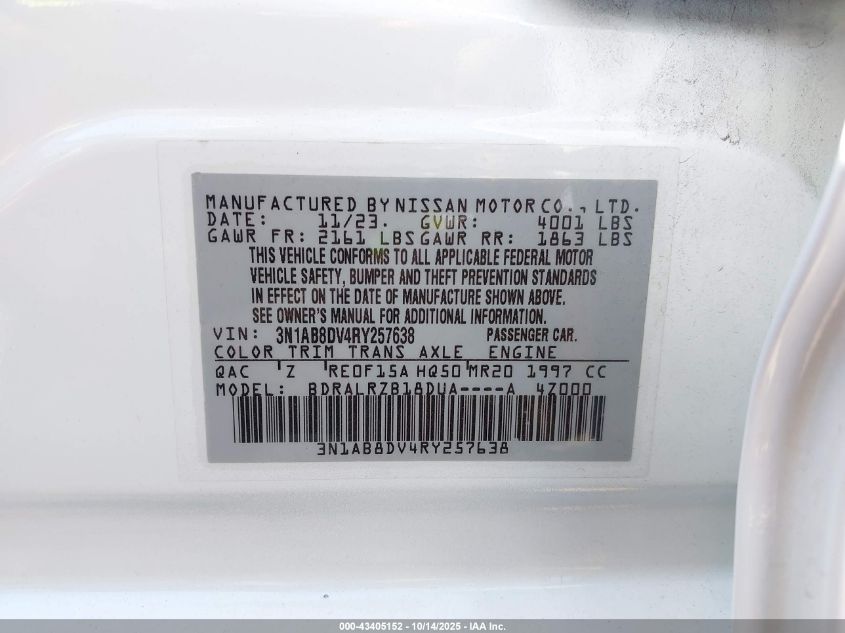 MANUFACTURED BY NISSAN MOTOR CO., LTD.
DATE: 11/23. GVWR: 4001 LBS
GAWR FR: 2161 LBS GAWR RR: 1863 LBS
THIS VEHICLE CONFORMS TO ALL APPLICABLE FEDERAL MOTOR
VEHICLE SAFETY, BUMPER AND THEFT PREVENTION STANDARDS
IN EFFECT ON THE DATE OF MANUFACTURE SHOWN ABOVE.
SEE OWNER'S MANUAL FOR ADDITIONAL INFORMATION.
VIN: 3N1AB8DV4RY257638 PASSENGER CAR.
COLOR TRIM TRANS AXLE ENGINE
QAC Z RE0F15A HQ50 MR20 1997 CC
MODEL: BDRALRZB18DUA----A 4Z000
3N1AB8DV4RY257638
000-43405152 - 10/14/2025 - IAA Inc.